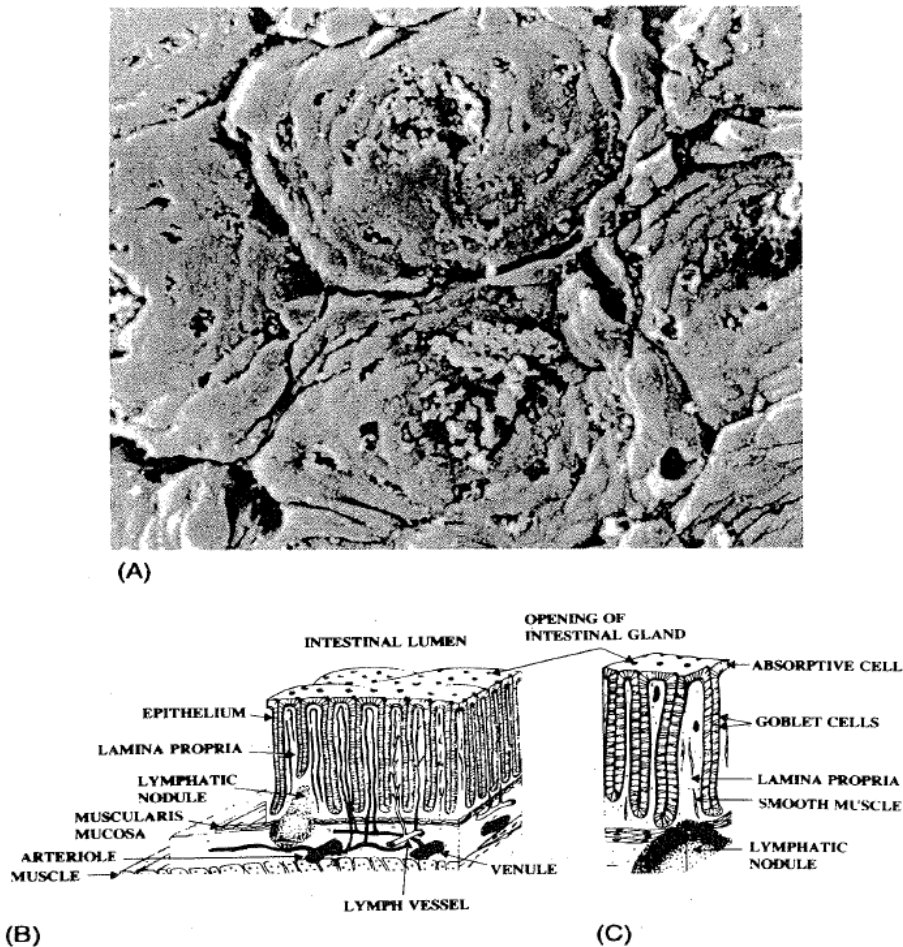 (A)
INTESTINAL LUMEN
OPENING OF
INTESTINAL GLAND
EPITHELIUM
LAMINA PROPRIA
LYMPHATIC
NODULE
MUSCULARIS
MUCOSA
ARTERIOLE
MUSCLE
VENULE
LYMPH VESSEL
ABSORPTIVE CELL
GOBLET CELLS
LAMINA PROPRIA
SMOOTH MUSCLE
LYMPHATIC
NODULE
(B)
(C)